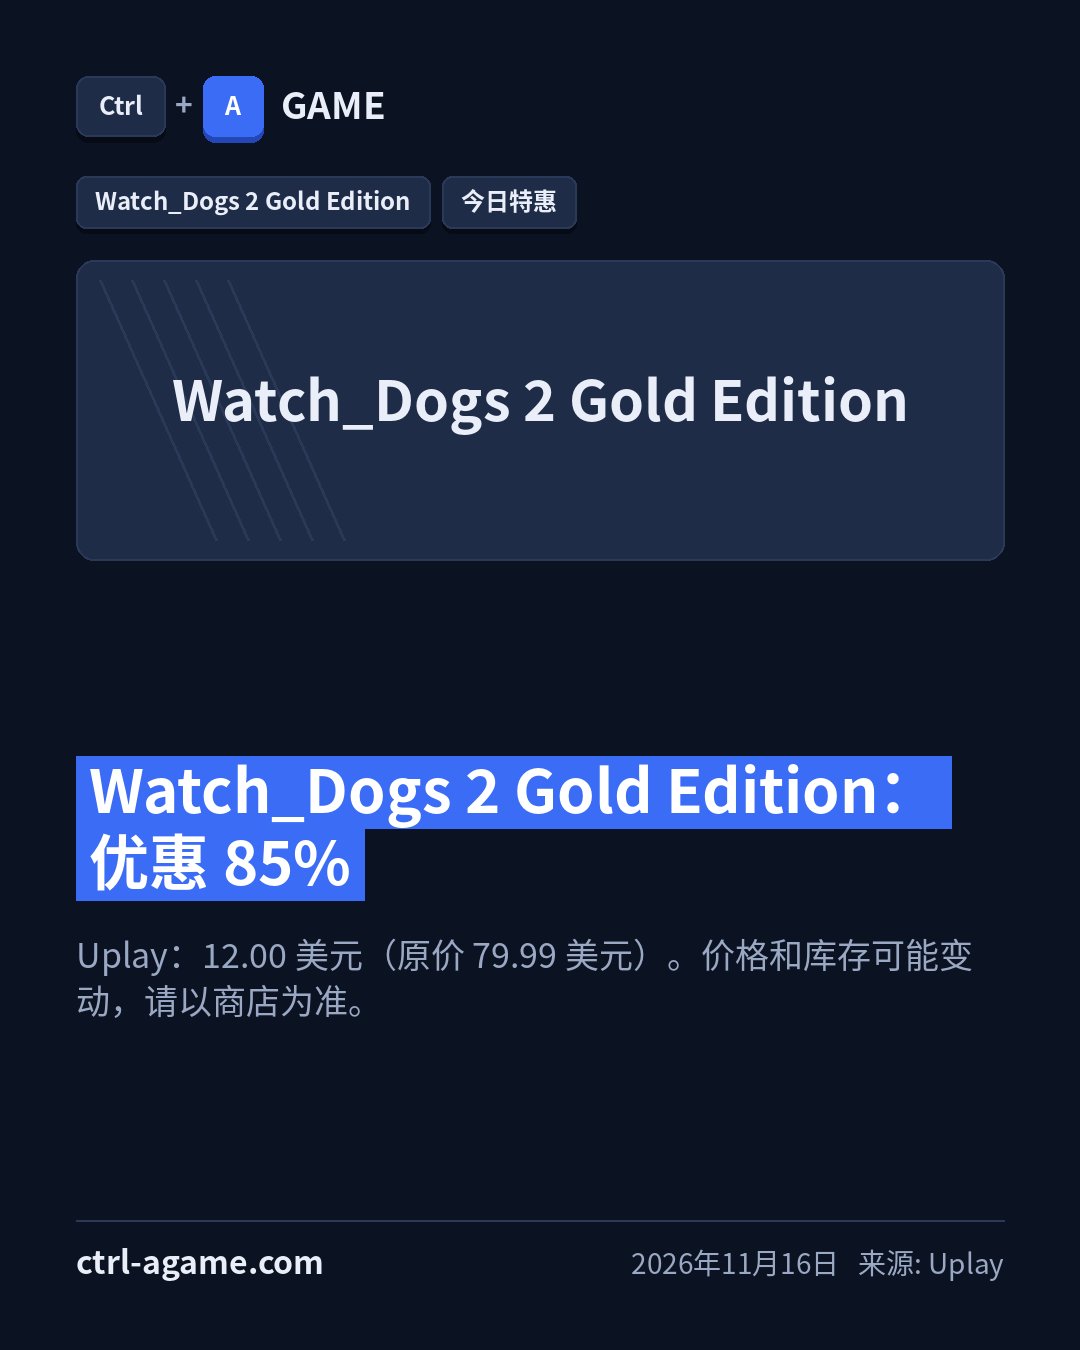 Ctrl + A GAME
Watch_Dogs 2 Gold Edition 今日特惠
Watch_Dogs 2 Gold Edition
Watch_Dogs 2 Gold Edition：
优惠 85%
Uplay：12.00 美元（原价 79.99 美元）。价格和库存可能变
动，请以商店为准。
ctrl-agame.com 2026年11月16日 来源: Uplay